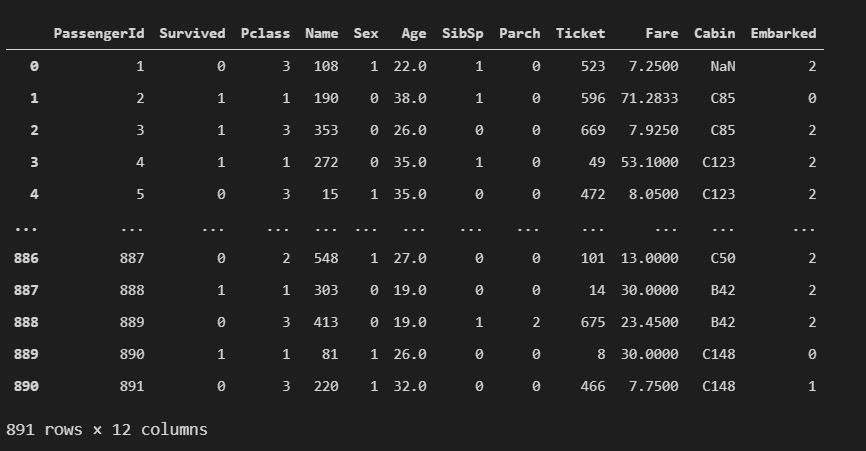 PassengerId Survived Pclass Name Sex Age SibSp Parch Ticket Fare Cabin Embarked
0 1 0 3 108 1 22.0 1 0 523 7.2500 NaN 2
1 2 1 1 190 0 38.0 1 0 596 71.2833 C85 0
2 3 1 3 353 0 26.0 0 0 669 7.9250 C85 2
3 4 1 1 272 0 35.0 1 0 49 53.1000 C123 2
4 5 0 3 15 1 35.0 0 0 472 8.0500 C123 2
... ... ... ... ... ... ... ... ... ... ... ... ...
886 887 0 2 548 1 27.0 0 0 101 13.0000 C50 2
887 888 1 1 303 0 19.0 0 0 14 30.0000 B42 2
888 889 0 3 413 0 19.0 1 2 675 23.4500 B42 2
889 890 1 1 81 1 26.0 0 0 8 30.0000 C148 0
890 891 0 3 220 1 32.0 0 0 466 7.7500 C148 1
891 rows × 12 columns